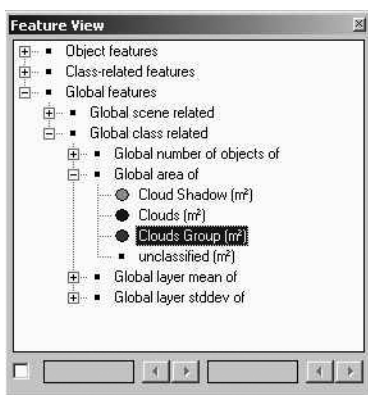 Feature View
Object features
Class-related features
Global features
Global scene related
Global class related
Global number of objects of
Global area of
Cloud Shadow (m²)
Clouds (m²)
Clouds Group (m²)
unclassified (m²)
Global layer mean of
Global layer stddev of